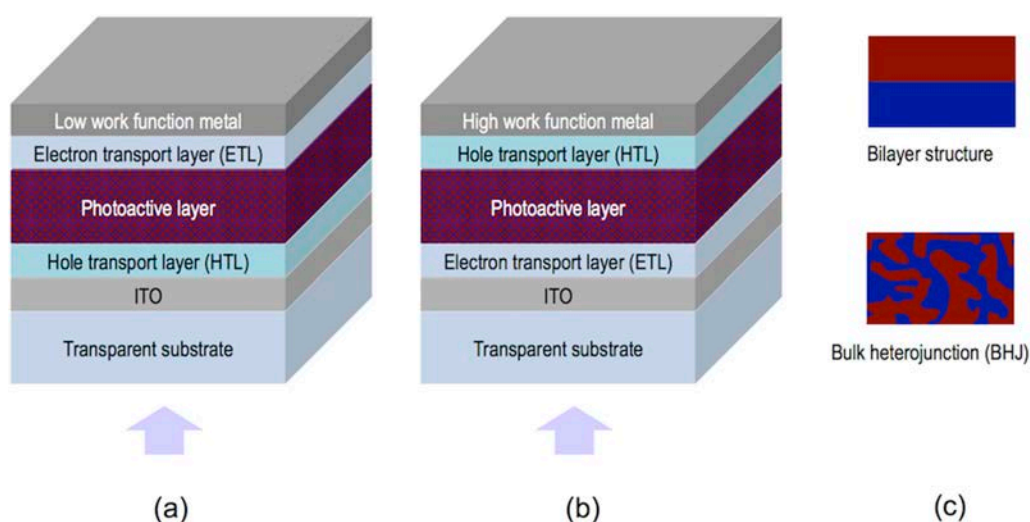 Low work function metal
Electron transport layer (ETL)
Photoactive layer
Hole transport layer (HTL)
ITO
Transparent substrate
(a)
High work function metal
Hole transport layer (HTL)
Photoactive layer
Electron transport layer (ETL)
ITO
Transparent substrate
(b)
Bilayer structure
Bulk heterojunction (BHJ)
(c)